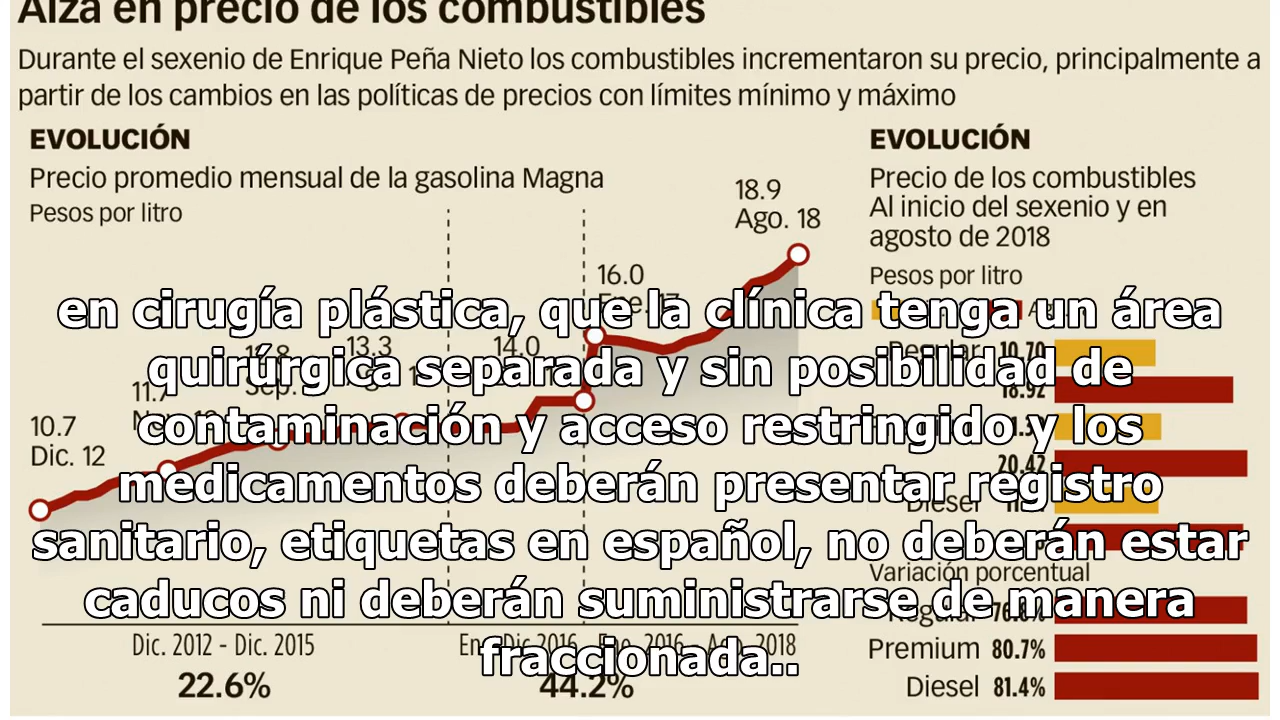 Alza en precio de los combustibles
Durante el sexenio de Enrique Peña Nieto los combustibles incrementaron su precio, principalmente a
partir de los cambios en las políticas de precios con límites mínimo y máximo
EVOLUCIÓN
Precio promedio mensual de la gasolina Magna
Pesos por litro
18.9
Ago. 18
16.0
13.3
14.0
11.7
10.7
Dic. 12
Dic. 2012 - Dic. 2015
22.6%
44.2%
EVOLUCIÓN
Precio de los combustibles
Al inicio del sexenio y en
agosto de 2018
Pesos por litro
Regular 10.70
18.92
20.42
Diesel
Variación porcentual
Regular
Premium 80.7%
Diesel 81.4%
en cirugía plástica, que la clínica tenga un área
quirúrgica separada y sin posibilidad de
contaminación y acceso restringido y los
medicamentos deberán presentar registro
sanitario, etiquetas en español, no deberán estar
caducos ni deberán suministrarse de manera
fraccionada..